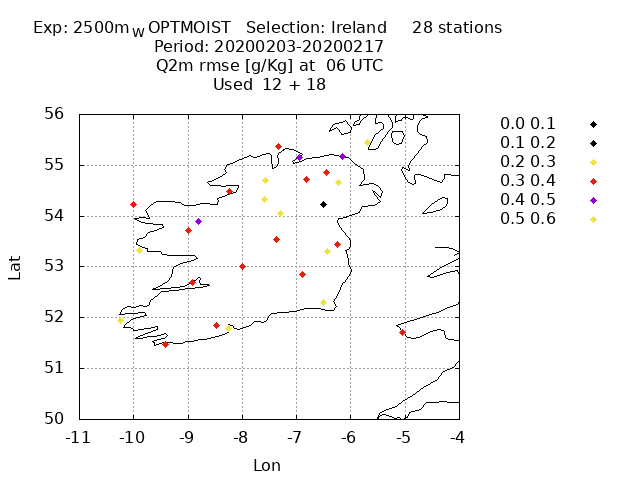 Exp: 2500m_W OPTMOIST Selection: Ireland 28 stations
Period: 20200203-20200217
Q2m rmse [g/Kg] at 06 UTC
Used 12 + 18
56
55
54
53
52
51
50
-11 -10 -9 -8 -7 -6 -5 -4
Lat
Lon
0.0 0.1
0.1 0.2
0.2 0.3
0.3 0.4
0.4 0.5
0.5 0.6